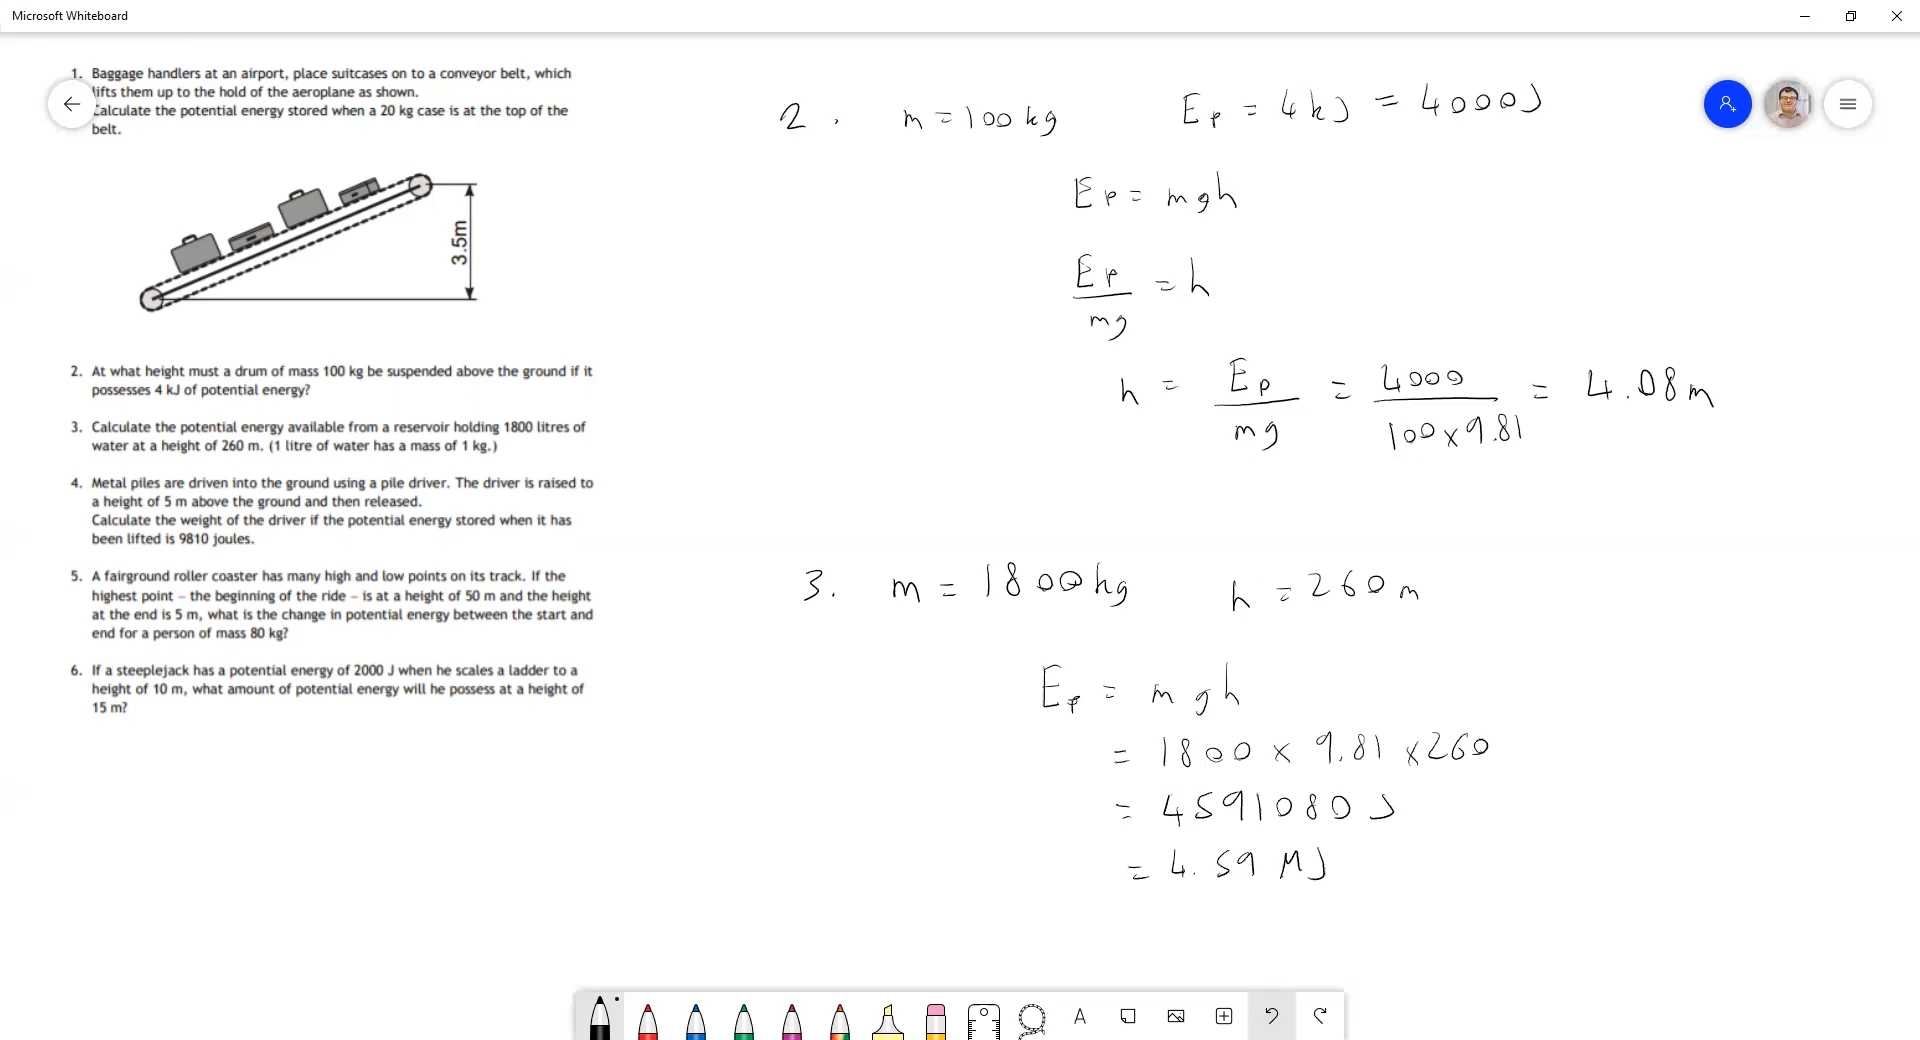 Microsoft Whiteboard
1. Baggage handlers at an airport, place suitcases on to a conveyor belt, which
lifts them up to the hold of the aeroplane as shown.
Calculate the potential energy stored when a 20 kg case is at the top of the
belt.
3.5m
2. At what height must a drum of mass 100 kg be suspended above the ground if it
possesses 4 kJ of potential energy?
3. Calculate the potential energy available from a reservoir holding 1800 litres of
water at a height of 260 m. (1 litre of water has a mass of 1 kg.)
4. Metal piles are driven into the ground using a pile driver. The driver is raised to
a height of 5 m above the ground and then released.
Calculate the weight of the driver if the potential energy stored when it has
been lifted is 9810 joules.
5. A fairground roller coaster has many high and low points on its track. If the
highest point – the beginning of the ride – is at a height of 50 m and the height
at the end is 5 m, what is the change in potential energy between the start and
end for a person of mass 80 kg?
6. If a steeplejack has a potential energy of 2000 J when he scales a ladder to a
height of 10 m, what amount of potential energy will he possess at a height of
15 m?
2. m = 100 kg Ep = 4kJ = 4000J
Ep = mgh
Ep
= h
mg
h = Ep = 4000 = 4.08m
mg 100 x 9.81
3. m = 1800kg h = 260m
Ep = mgh
= 1800 x 9.81 x 260
= 4591080J
= 4.59 MJ
A